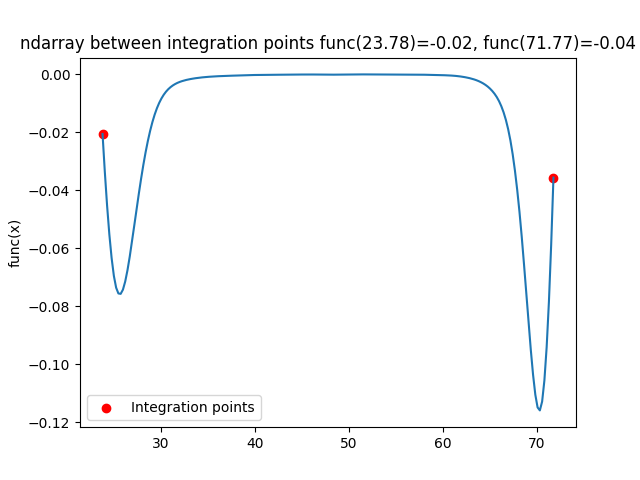 ndarray between integration points func(23.78)=-0.02, func(71.77)=-0.04
0.00
−0.02
−0.04
−0.06
−0.08
−0.10
−0.12
func(x)
Integration points
30 40 50 60 70